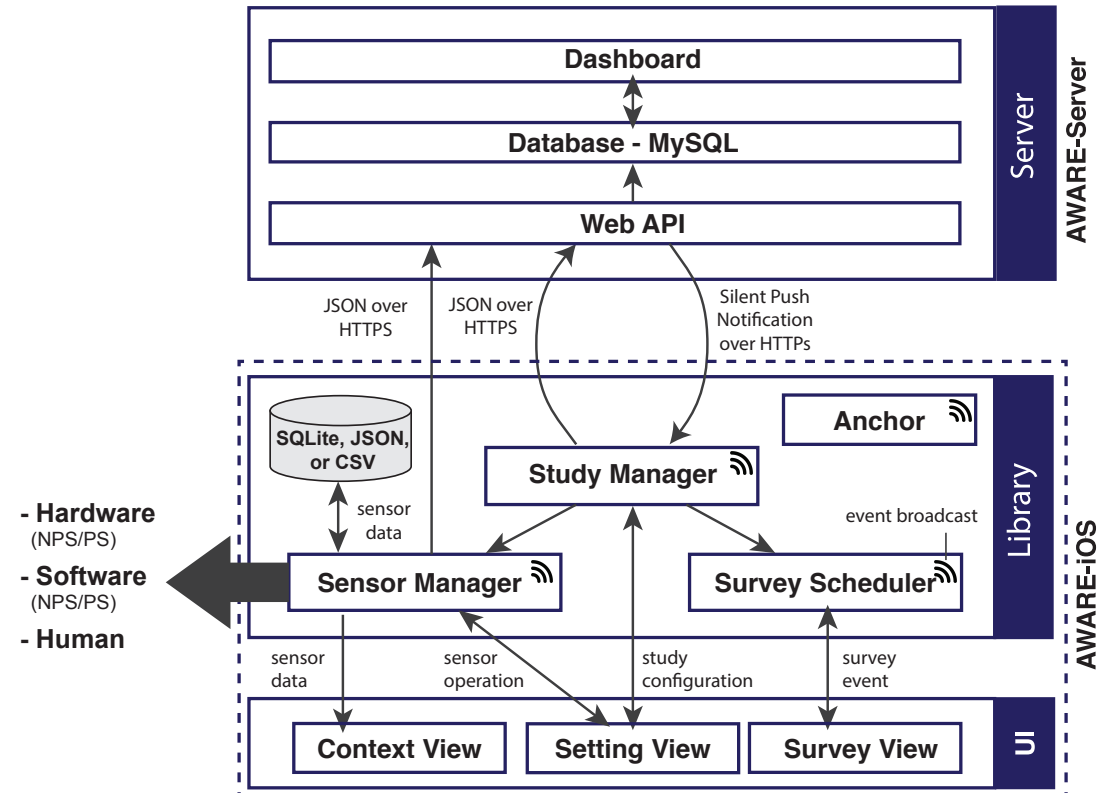 Dashboard
Database - MySQL
Web API
Server
AWARE-Server
JSON over
HTTPS
JSON over
HTTPS
Silent Push
Notification
over HTTPs
SQLite, JSON,
or CSV
Anchor
Study Manager
sensor
data
event broadcast
Sensor Manager
Survey Scheduler
Library
AWARE-iOS
- Hardware
(NPS/PS)
- Software
(NPS/PS)
- Human
sensor
data
sensor
operation
study
configuration
survey
event
Context View
Setting View
Survey View
UI